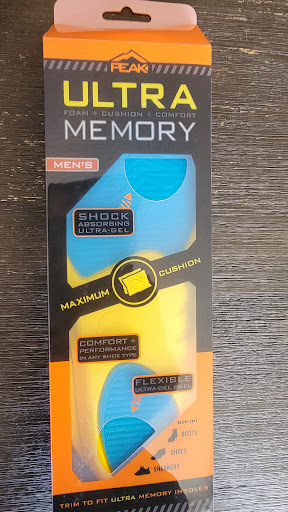 PEAK
ULTRA
FOAM + CUSHION + COMFORT
MEMORY
MEN'S
SHOCK
ABSORBING
ULTRA-GEL
MAXIMUM CUSHION
COMFORT +
PERFORMANCE
IN ANY SHOE TYPE
FLEXIBLE
ULTRA-GEL HEEL
BOOTS
SHOES
SNEAKERS
TRIM TO FIT ULTRA MEMORY INSOLES